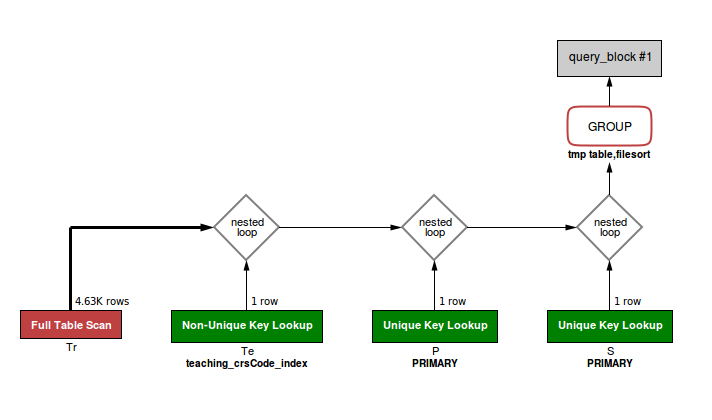 query_block #1
GROUP
tmp table,filesort
nested
loop
nested
loop
nested
loop
4.63K rows
1 row
1 row
1 row
Full Table Scan
Non-Unique Key Lookup
Unique Key Lookup
Unique Key Lookup
Tr
Te
P
S
teaching_crsCode_index
PRIMARY
PRIMARY